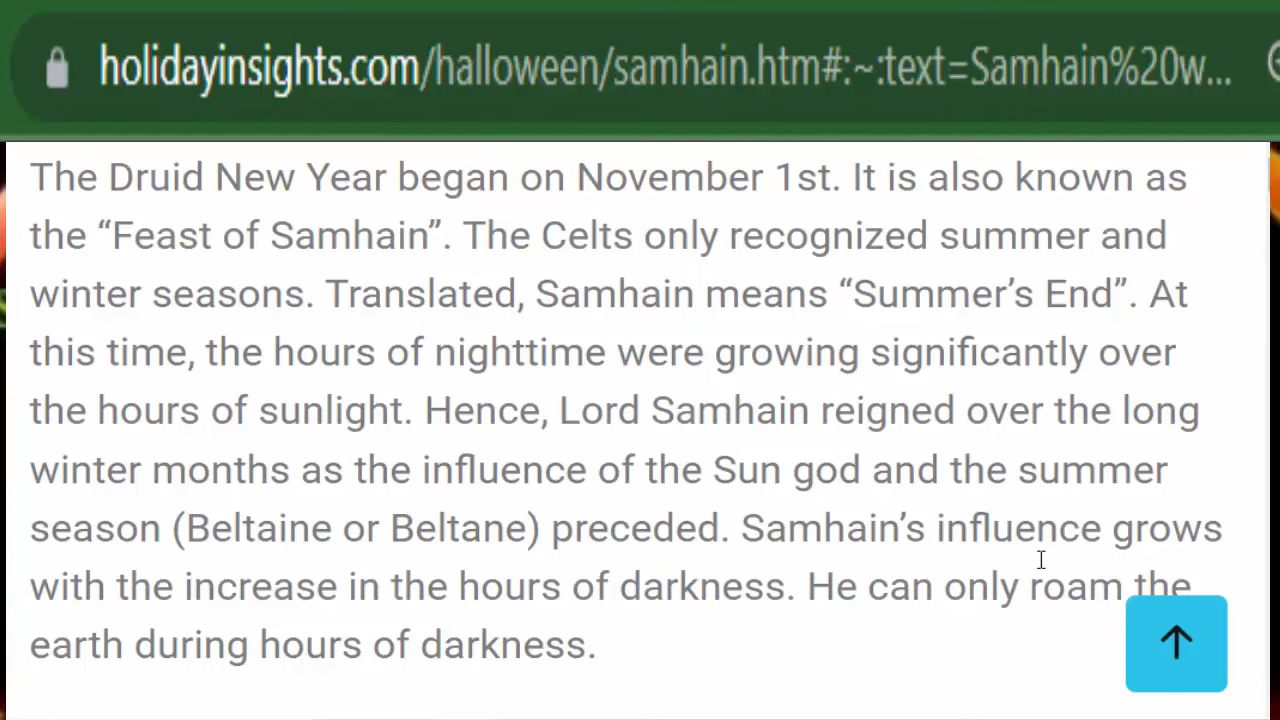 holidayinsights.com/halloween/samhain.htm#:~:text=Samhain%20w...
The Druid New Year began on November 1st. It is also known as
the “Feast of Samhain”. The Celts only recognized summer and
winter seasons. Translated, Samhain means “Summer’s End”. At
this time, the hours of nighttime were growing significantly over
the hours of sunlight. Hence, Lord Samhain reigned over the long
winter months as the influence of the Sun god and the summer
season (Beltaine or Beltane) preceded. Samhain’s influence grows
with the increase in the hours of darkness. He can only roam the
earth during hours of darkness.